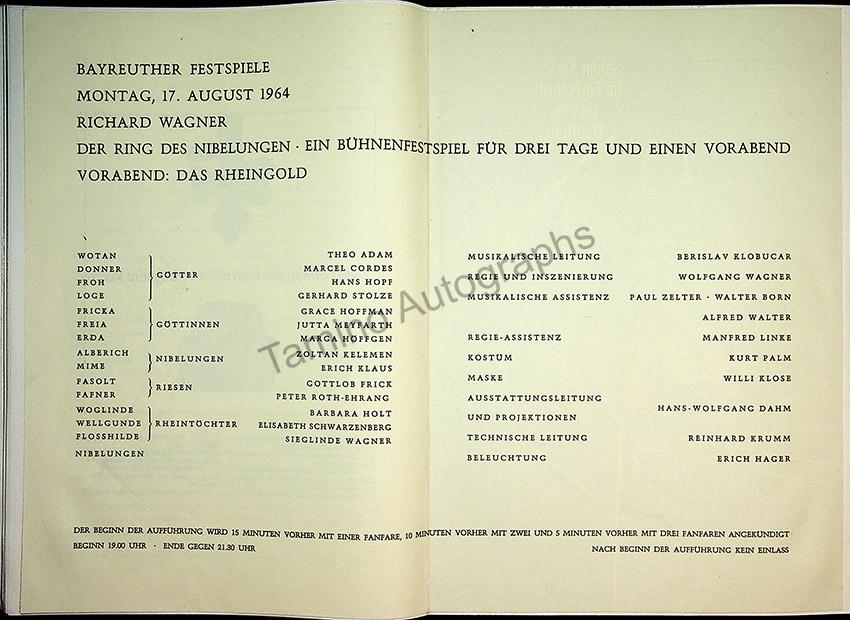 BAYREUTHER FESTSPIELE
MONTAG, 17. AUGUST 1964
RICHARD WAGNER
DER RING DES NIBELUNGEN · EIN BÜHNENFESTSPIEL FÜR DREI TAGE UND EINEN VORABEND
VORABEND: DAS RHEINGOLD
WOTAN THEO ADAM
DONNER MARCEL CORDES
GÖTTER
FROH HANS HOPF
LOGE GERHARD STOLZE
FRICKA GRACE HOFFMAN
FREIA GÖTTINNEN JUTTA MEYFARTH
ERDA MARGA HÖFFGEN
ALBERICH ZOLTAN KELEMEN
NIBELUNGEN
MIME ERICH KLAUS
FASOLT GOTTLOB FRICK
RIESEN
FAFNER PETER ROTH-EHRANG
WOGLINDE BARBARA HOLT
WELLGUNDE RHEINTÖCHTER ELISABETH SCHWARZENBERG
FLOSSHILDE SIEGLINDE WAGNER
NIBELUNGEN
MUSIKALISCHE LEITUNG BERISLAV KLOBUCAR
REGIE UND INSZENIERUNG WOLFGANG WAGNER
MUSIKALISCHE ASSISTENZ PAUL ZELTER · WALTER BORN
ALFRED WALTER
REGIE-ASSISTENZ MANFRED LINKE
KOSTÜM KURT PALM
MASKE WILLI KLOSE
AUSSTATTUNGSLEITUNG
HANS-WOLFGANG DAHM
UND PROJEKTIONEN
TECHNISCHE LEITUNG REINHARD KRUMM
BELEUCHTUNG ERICH HAGER
DER BEGINN DER AUFFÜHRUNG WIRD 15 MINUTEN VORHER MIT EINER FANFARE, 10 MINUTEN VORHER MIT ZWEI UND 5 MINUTEN VORHER MIT DREI FANFAREN ANGEKÜNDIGT
BEGINN 19.00 UHR · ENDE GEGEN 21.30 UHR NACH BEGINN DER AUFFÜHRUNG KEIN EINLASS
Tamino Autographs